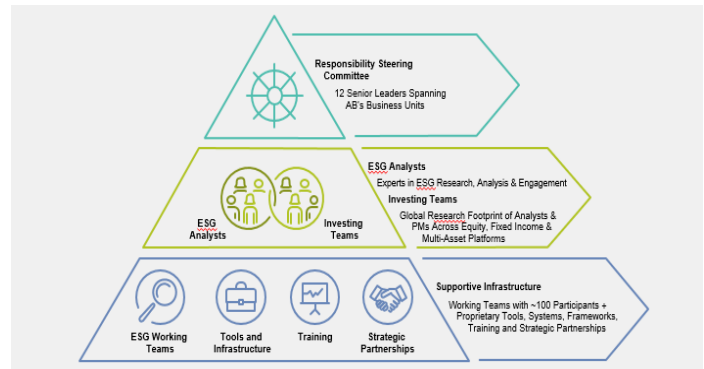 Responsibility Steering
Committee
12 Senior Leaders Spanning
AB's Business Units
ESG Analysts
Experts in ESG Research, Analysis & Engagement
Investing Teams
Global Research Footprint of Analysts &
PMs Across Equity, Fixed Income &
Multi-Asset Platforms
ESG
Analysts
Investing
Teams
Supportive Infrastructure
Working Teams with ~100 Participants +
Proprietary Tools, Systems, Frameworks,
Training and Strategic Partnerships
ESG Working
Teams
Tools and
Infrastructure
Training
Strategic
Partnerships